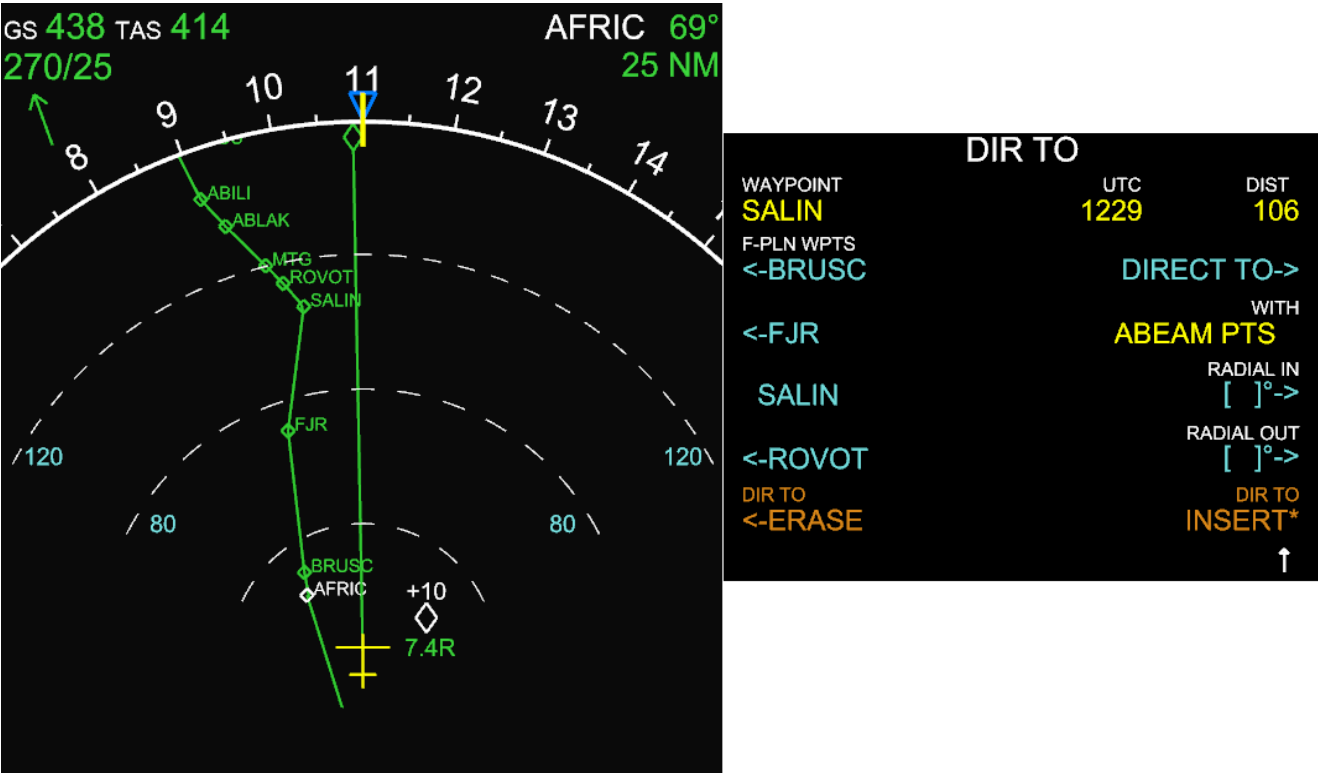 GS 438 TAS 414
270/25
AFRIC 69°
25 NM
8
9
10
11
12
13
14
ABILI
ABLAK
MTG
ROVOT
SALIN
FJR
120
120
80
80
BRUSC
AFRIC
+10
7.4R
DIR TO
WAYPOINT UTC DIST
SALIN 1229 106
F-PLN WPTS
<-BRUSC DIRECT TO->
WITH
<-FJR ABEAM PTS
RADIAL IN
SALIN [ ]°->
RADIAL OUT
<-ROVOT [ ]°->
DIR TO DIR TO
<-ERASE INSERT*
↑